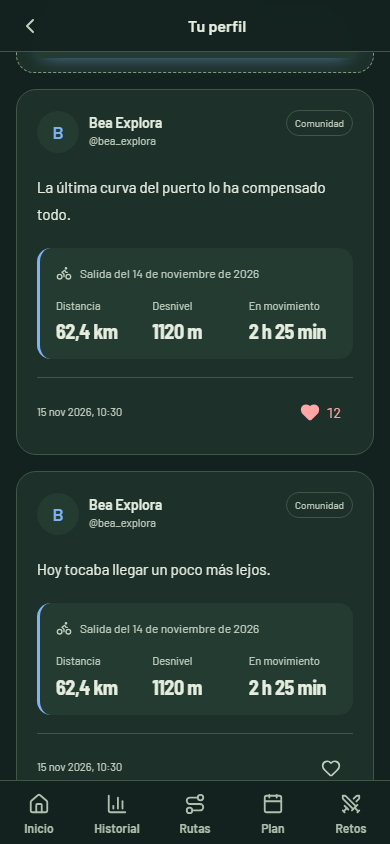 Tu perfil
B
Bea Explora
@bea_explora
Comunidad
La última curva del puerto lo ha compensado
todo.
Salida del 14 de noviembre de 2026
Distancia Desnivel En movimiento
62,4 km 1120 m 2 h 25 min
15 nov 2026, 10:30 12
B
Bea Explora
@bea_explora
Comunidad
Hoy tocaba llegar un poco más lejos.
Salida del 14 de noviembre de 2026
Distancia Desnivel En movimiento
62,4 km 1120 m 2 h 25 min
15 nov 2026, 10:30
Inicio Historial Rutas Plan Retos